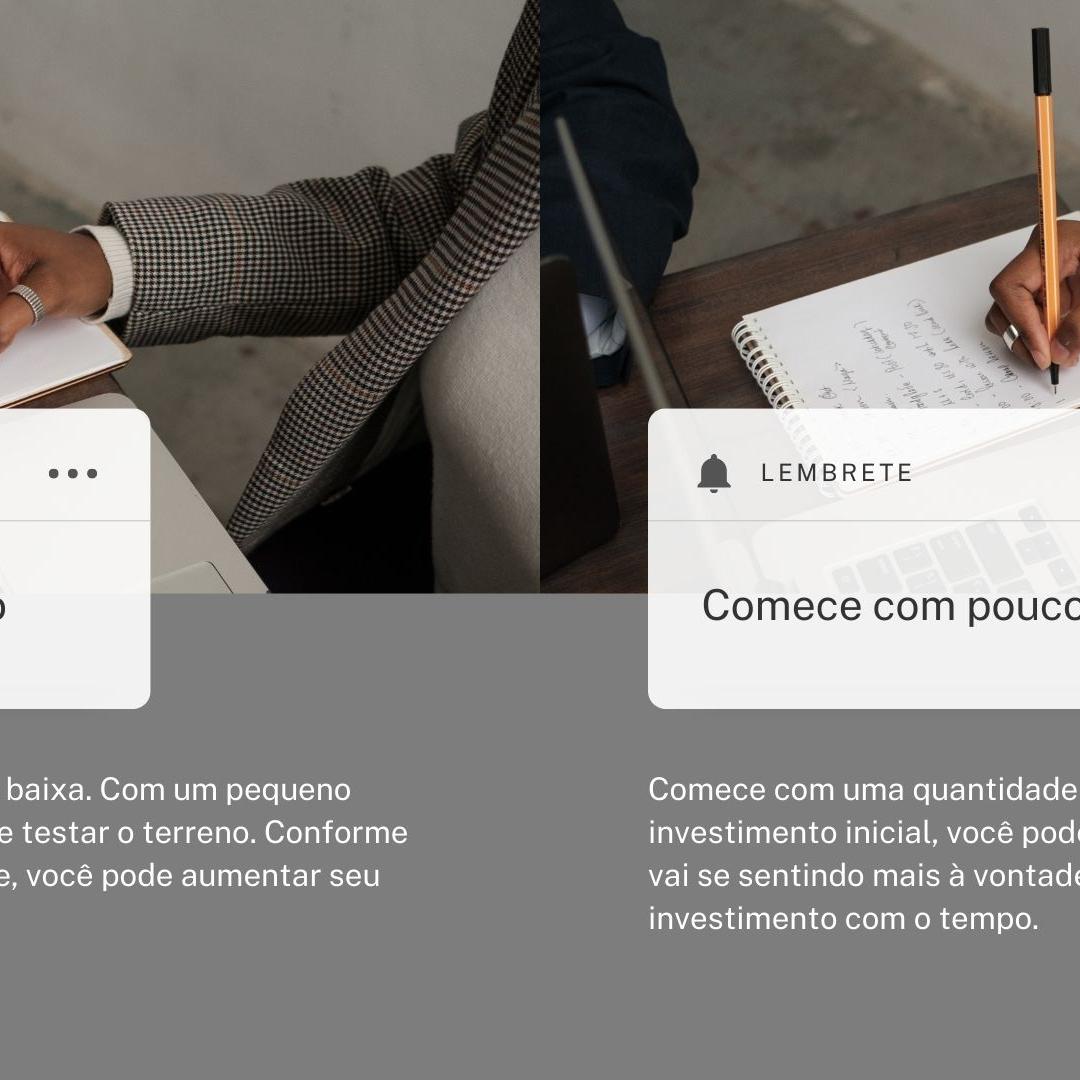 LEMBRETE
Comece com pouco
baixa. Com um pequeno
e testar o terreno. Conforme
e, você pode aumentar seu
Comece com uma quantidade
investimento inicial, você pode
vai se sentindo mais à vontade
investimento com o tempo.